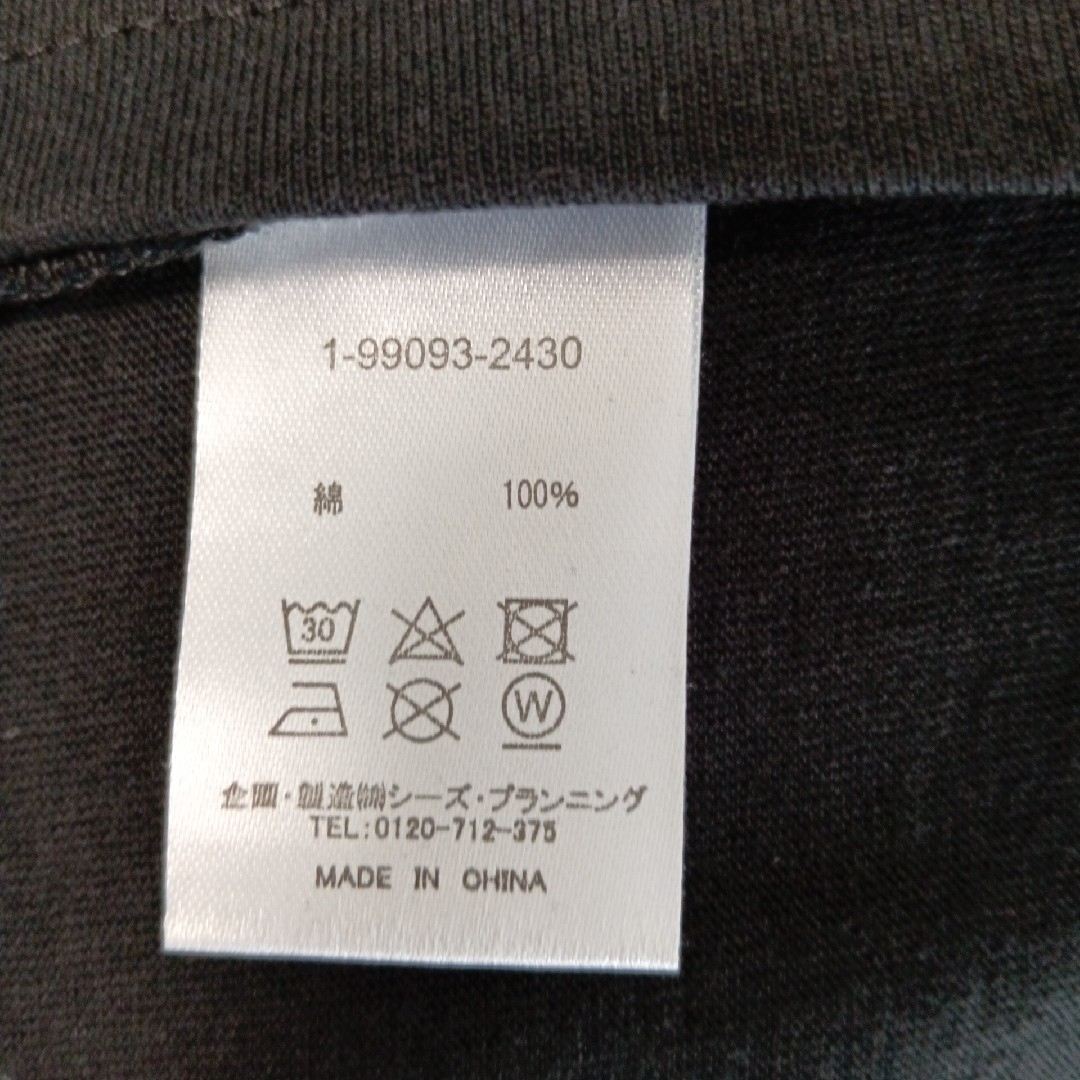 1-99093-2430
綿 100%
30
W
企画・製造㈱シーズ・プランニング
TEL:0120-712-375
MADE IN CHINA